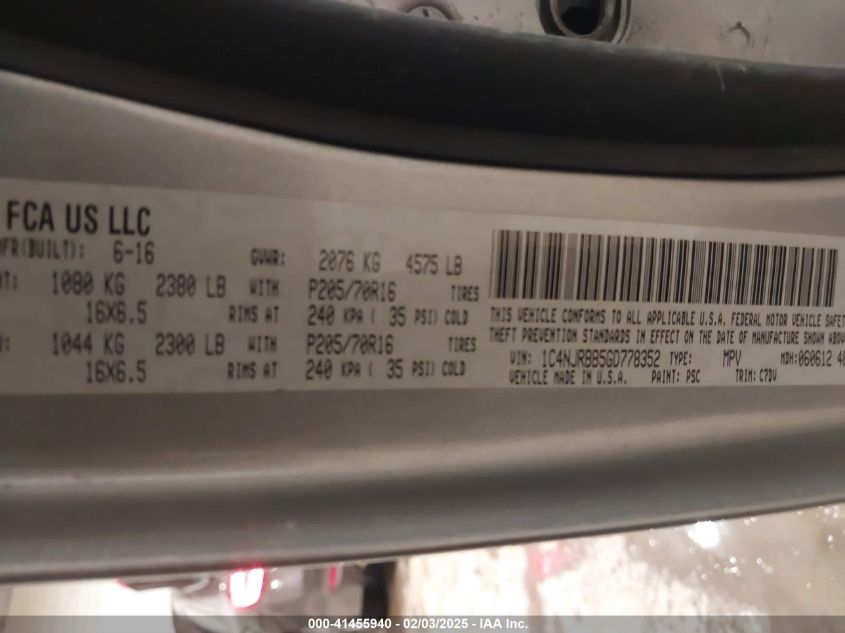 FCA US LLC
MFR(BUILT): 6-16 GVWR: 2076 KG 4575 LB
1080 KG 2380 LB WITH P205/70R16 TIRES
16X6.5 RIMS AT 240 KPA ( 35 PSI) COLD
1044 KG 2300 LB WITH P205/70R16 TIRES
16X6.5 RIMS AT 240 KPA ( 35 PSI) COLD
THIS VEHICLE CONFORMS TO ALL APPLICABLE U.S.A. FEDERAL MOTOR VEHICLE SAFET
THEFT PREVENTION STANDARDS IN EFFECT ON THE DATE OF MANUFACTURE SHOWN ABOV
VIN: 1C4NJRBB5GD778352 TYPE: MPV MDH:060612 48
VEHICLE MADE IN U.S.A. PAINT: PSC TRIM: C7DV
000-41455940 - 02/03/2025 - IAA Inc.